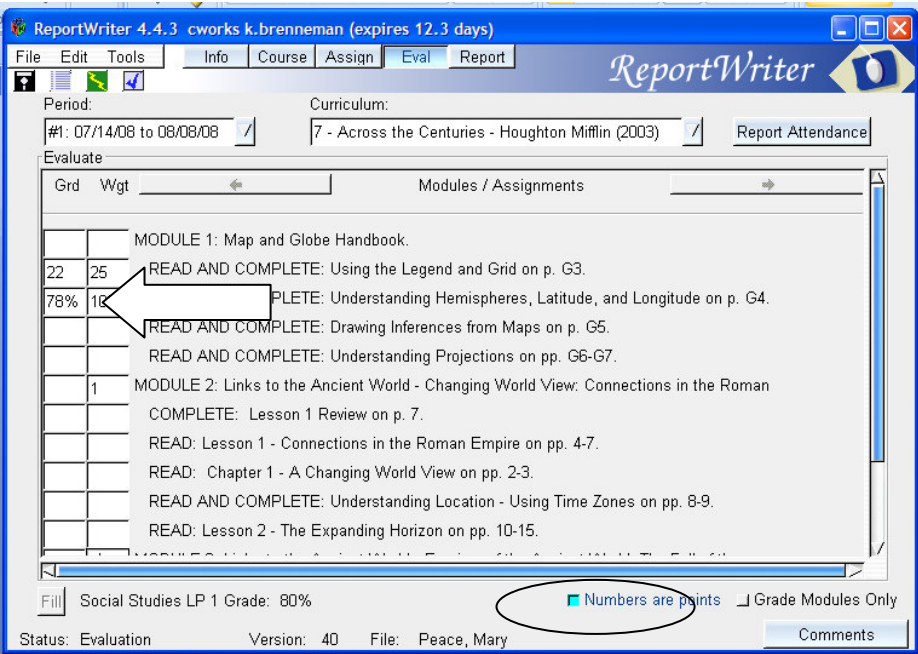 ReportWriter 4.4.3 cworks k.brenneman (expires 12.3 days)
File Edit Tools Info Course Assign Eval Report
ReportWriter
Period: Curriculum:
#1: 07/14/08 to 08/08/08 7 - Across the Centuries - Houghton Mifflin (2003) Report Attendance
Evaluate
Grd Wgt Modules / Assignments
MODULE 1: Map and Globe Handbook.
22 25 READ AND COMPLETE: Using the Legend and Grid on p. G3.
78% PLETE: Understanding Hemispheres, Latitude, and Longitude on p. G4.
READ AND COMPLETE: Drawing Inferences from Maps on p. G5.
READ AND COMPLETE: Understanding Projections on pp. G6-G7.
1 MODULE 2: Links to the Ancient World - Changing World View: Connections in the Roman
COMPLETE: Lesson 1 Review on p. 7.
READ: Lesson 1 - Connections in the Roman Empire on pp. 4-7.
READ: Chapter 1 - A Changing World View on pp. 2-3.
READ AND COMPLETE: Understanding Location - Using Time Zones on pp. 8-9.
READ: Lesson 2 - The Expanding Horizon on pp. 10-15.
Fill Social Studies LP 1 Grade: 80% Numbers are points Grade Modules Only
Status: Evaluation Version: 40 File: Peace, Mary Comments